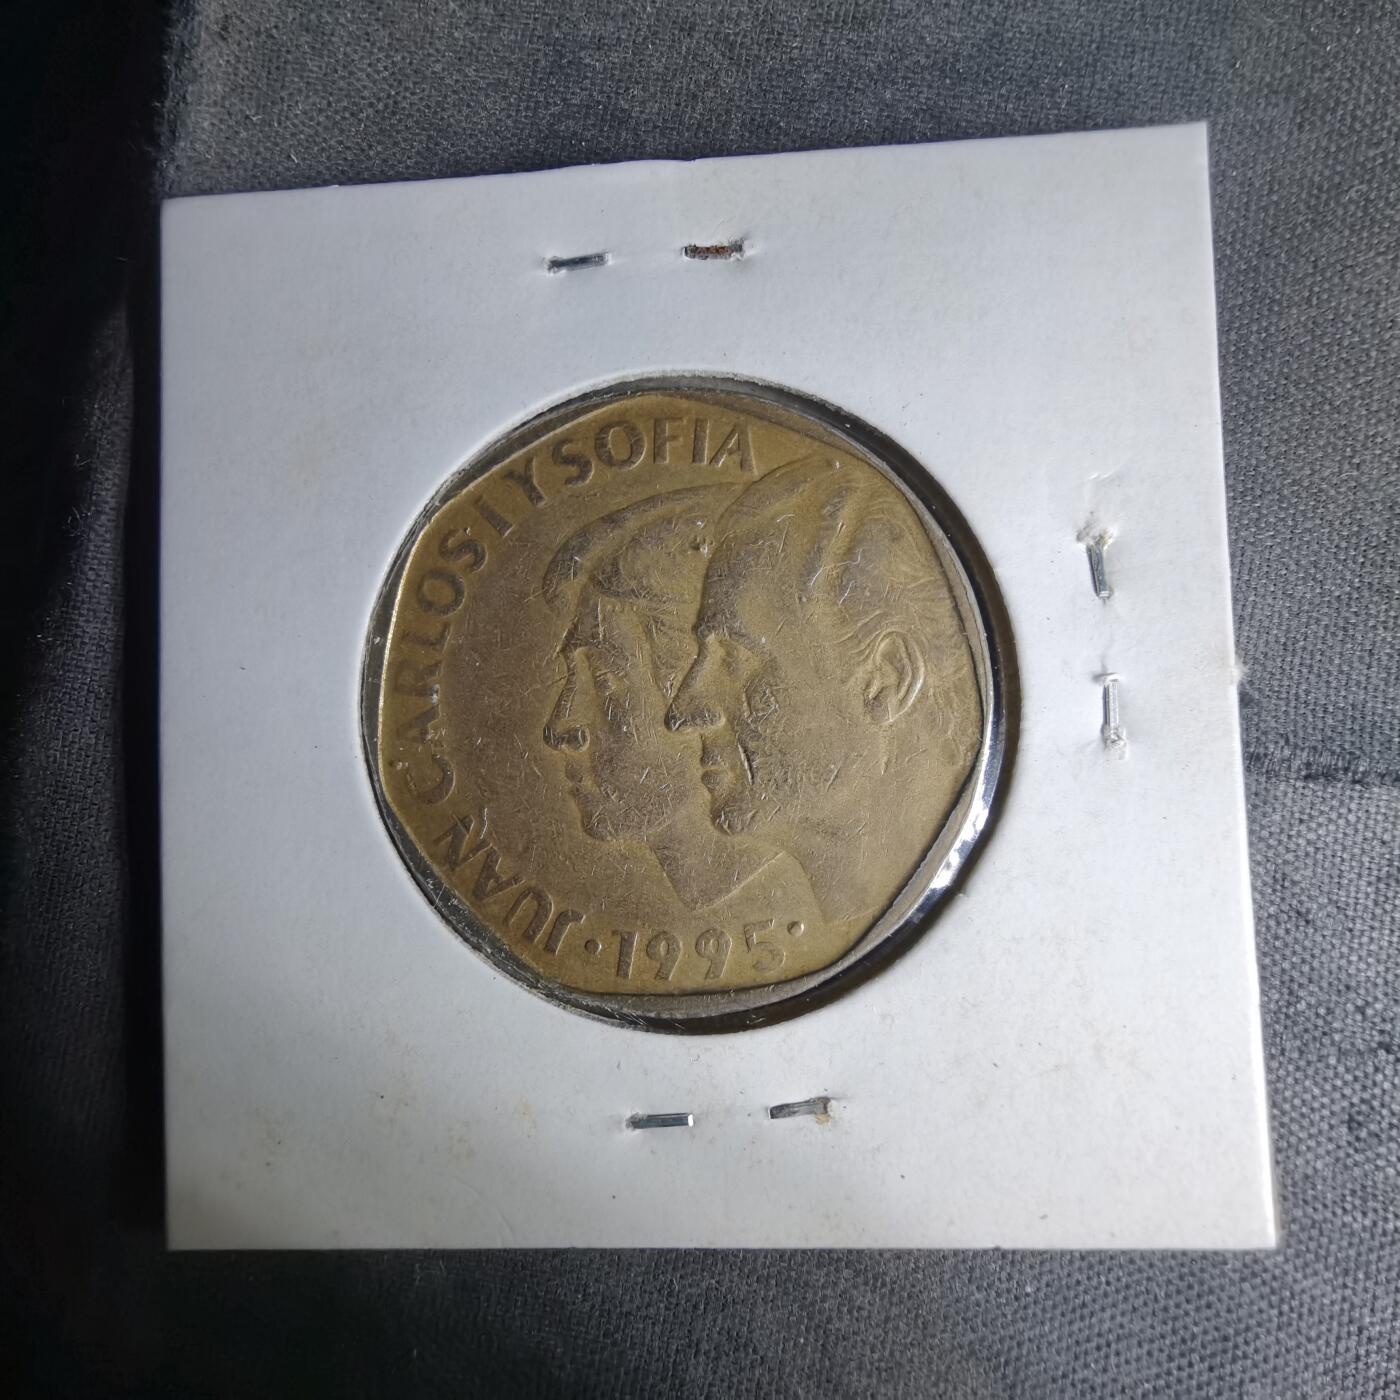 JUAN CARLOS I Y SOFIA
·1995·